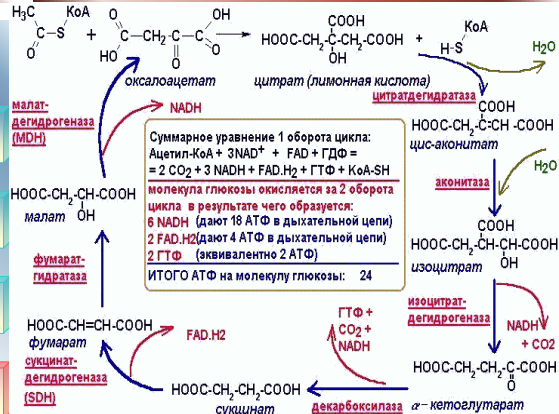 H₃C
KoA
S
O
+
O
OH
C-CH₂-C-C
HO
O
O
оксалоацетат
COOH
HOOC-CH₂-C-CH₂-COOH
OH
цитрат (лимонная кислота)
+
KoA
H-S
H2O
цитратдегидратаза
COOH
HOOC-CH₂-C=CH-COOH
цис-аконитат
H2O
аконитаза
COOH
HOOC-CH₂-CH-CH-COOH
OH
изоцитрат
изоцитрат-
дегидрогеназа
NADH
+ CO2
HOOC-CH₂-CH₂-C-COOH
O
α- кетоглутарат
ГТФ +
CO2 +
NADH
декарбоксилаза
HOOC-CH₂-CH₂-COOH
сукцинат
FAD.H2
сукцинат-
дегидрогеназа
(SDH)
HOOC-CH=CH-COOH
фумарат
фумарат-
гидратаза
HOOC-CH₂-CH-COOH
OH
малат
малат-
дегидрогеназа
(MDH)
NADH
Суммарное уравнение 1 оборота цикла:
Ацетил-КоА + 3NAD⁺ + FAD + ГДФ =
= 2 CO2 + 3 NADH + FAD.H2 + ГТФ + KoA-SH
молекула глюкозы окисляется за 2 оборота
цикла в результате чего образуется:
6 NADH (дают 18 АТФ в дыхательной цепи)
2 FAD.H2 (дают 4 АТФ в дыхательной цепи)
2 ГТФ (эквивалентно 2 АТФ)
ИТОГО АТФ на молекулу глюкозы: 24